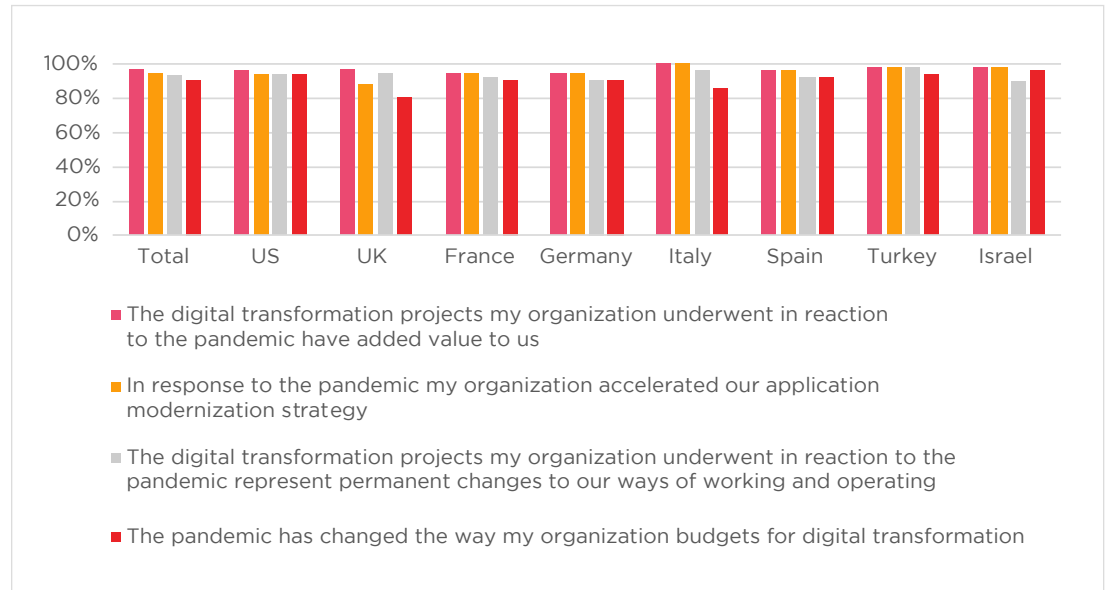 100%
80%
60%
40%
20%
0%
Total US UK France Germany Italy Spain Turkey Israel
The digital transformation projects my organization underwent in reaction
to the pandemic have added value to us
In response to the pandemic my organization accelerated our application
modernization strategy
The digital transformation projects my organization underwent in reaction to the
pandemic represent permanent changes to our ways of working and operating
The pandemic has changed the way my organization budgets for digital transformation